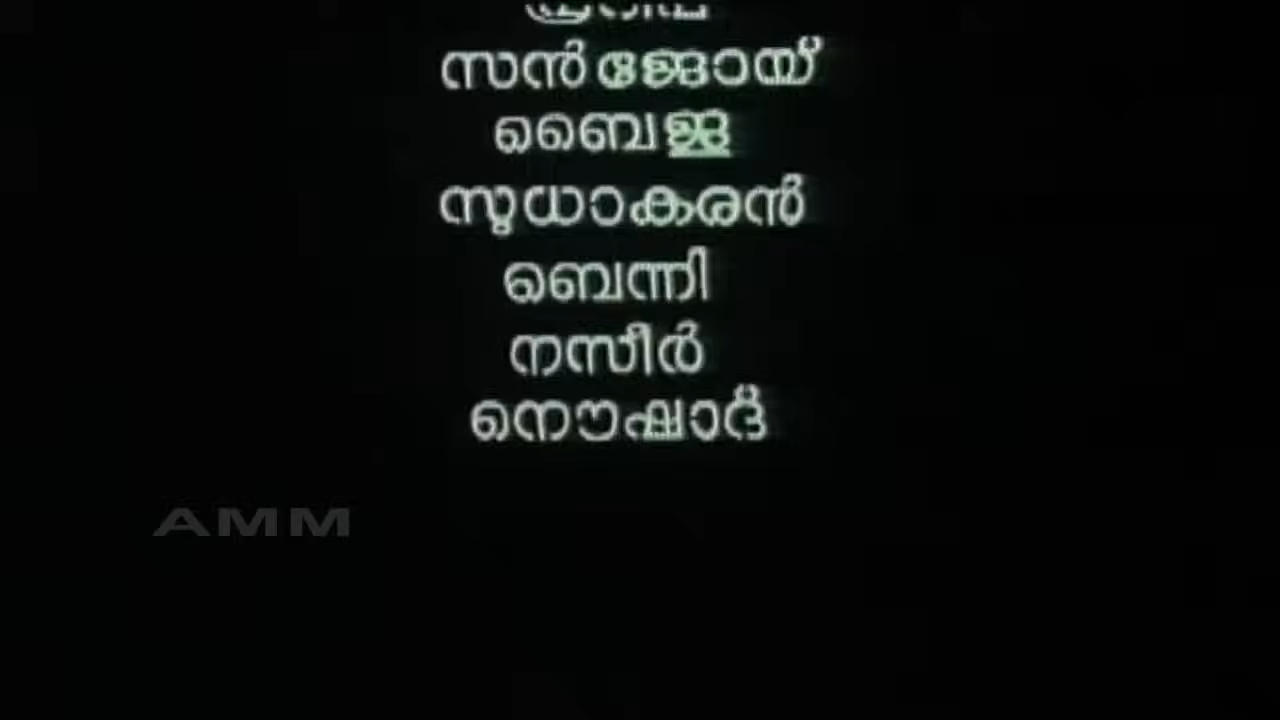 സൻജോയ്
ബൈജു
സുധാകരൻ
ബെന്നി
നസീർ
നൌഷാദ്
AMM